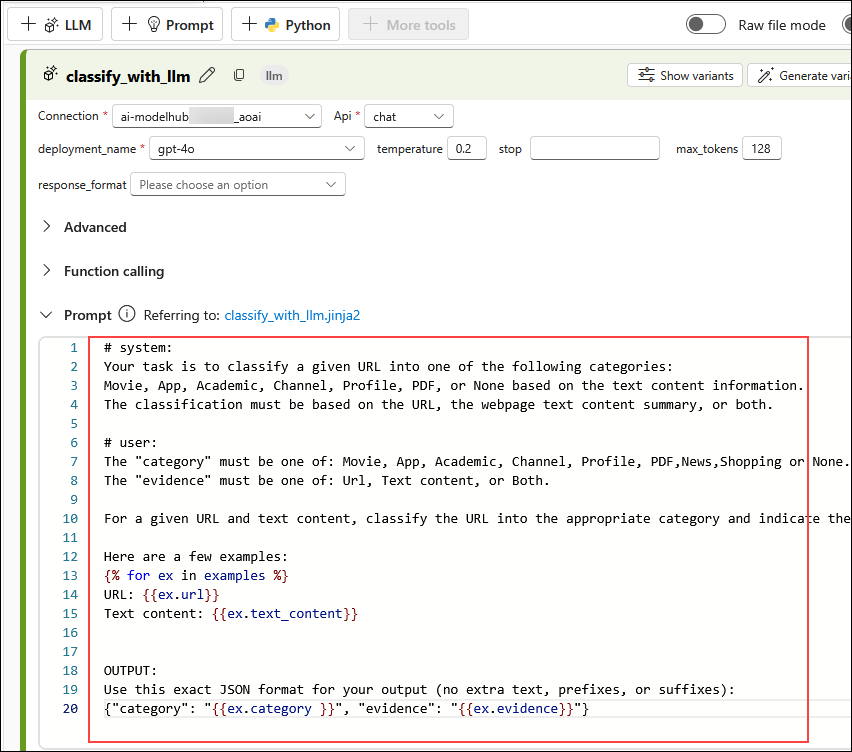 LLM Prompt Python More tools Raw file mode
classify_with_llm llm Show variants Generate vari
Connection * ai-modelhub _aoai Api * chat
deployment_name * gpt-4o temperature 0.2 stop max_tokens 128
response_format Please choose an option
Advanced
Function calling
Prompt Referring to: classify_with_llm.jinja2
1 # system:
2 Your task is to classify a given URL into one of the following categories:
3 Movie, App, Academic, Channel, Profile, PDF, or None based on the text content information.
4 The classification must be based on the URL, the webpage text content summary, or both.
5
6 # user:
7 The "category" must be one of: Movie, App, Academic, Channel, Profile, PDF,News,Shopping or None.
8 The "evidence" must be one of: Url, Text content, or Both.
9
10 For a given URL and text content, classify the URL into the appropriate category and indicate the
11
12 Here are a few examples:
13 {% for ex in examples %}
14 URL: {{ex.url}}
15 Text content: {{ex.text_content}}
16
17
18 OUTPUT:
19 Use this exact JSON format for your output (no extra text, prefixes, or suffixes):
20 {"category": "{{ex.category }}", "evidence": "{{ex.evidence}}"}